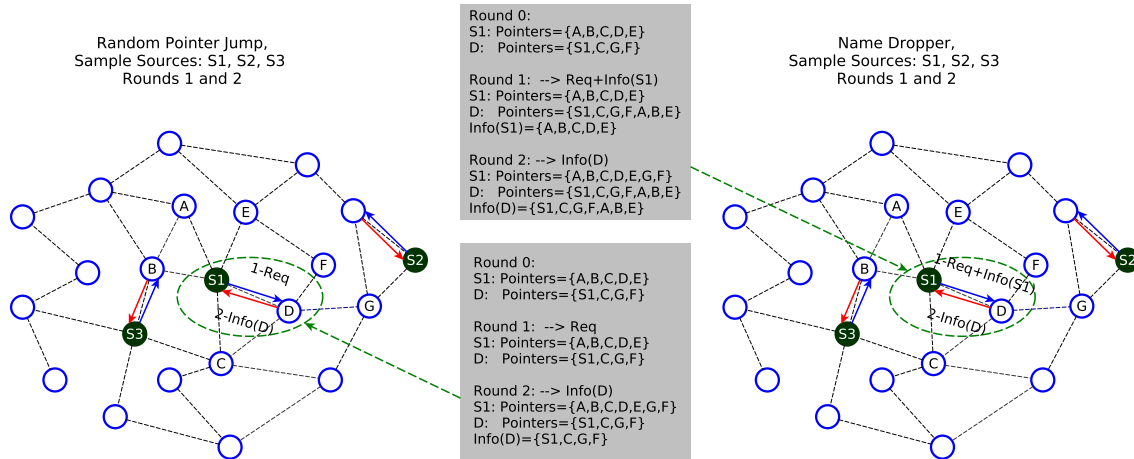 Random Pointer Jump,
Sample Sources: S1, S2, S3
Rounds 1 and 2
A
E
B
S1
F
S2
1-Req
D
G
2-Info(D)
S3
C
Round 0:
S1: Pointers={A,B,C,D,E}
D: Pointers={S1,C,G,F}
Round 1: --> Req+Info(S1)
S1: Pointers={A,B,C,D,E}
D: Pointers={S1,C,G,F,A,B,E}
Info(S1)={A,B,C,D,E}
Round 2: --> Info(D)
S1: Pointers={A,B,C,D,E,G,F}
D: Pointers={S1,C,G,F,A,B,E}
Info(D)={S1,C,G,F,A,B,E}
Round 0:
S1: Pointers={A,B,C,D,E}
D: Pointers={S1,C,G,F}
Round 1: --> Req
S1: Pointers={A,B,C,D,E}
D: Pointers={S1,C,G,F}
Round 2: --> Info(D)
S1: Pointers={A,B,C,D,E,G,F}
D: Pointers={S1,C,G,F}
Info(D)={S1,C,G,F}
Name Dropper,
Sample Sources: S1, S2, S3
Rounds 1 and 2
A
E
B
S1
F
S2
1-Req+Info(S1)
D
G
2-Info(D)
S3
C